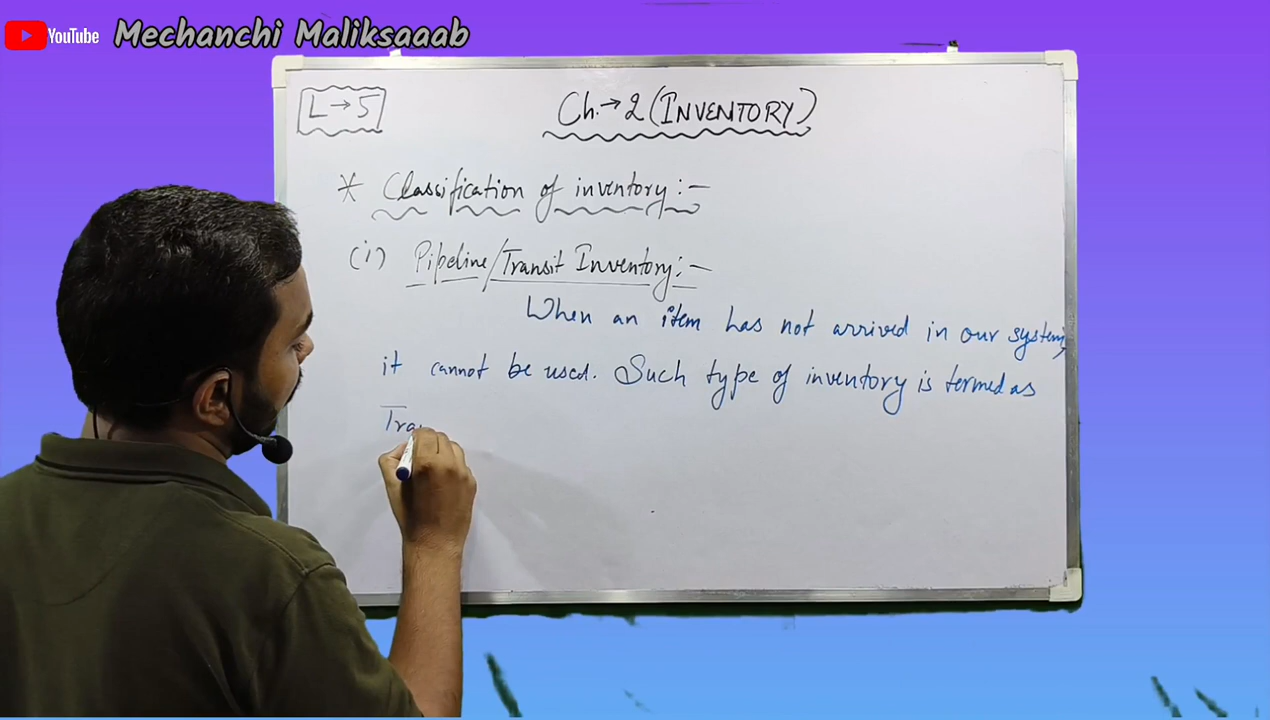 YouTube Mechanchi Maliksaaab
L→5
Ch.→2 (INVENTORY)
* Classification of inventory:-
(i) Pipeline/Transit Inventory:-
When an item has not arrived in our system,
it cannot be used. Such type of inventory is termed as
Tra